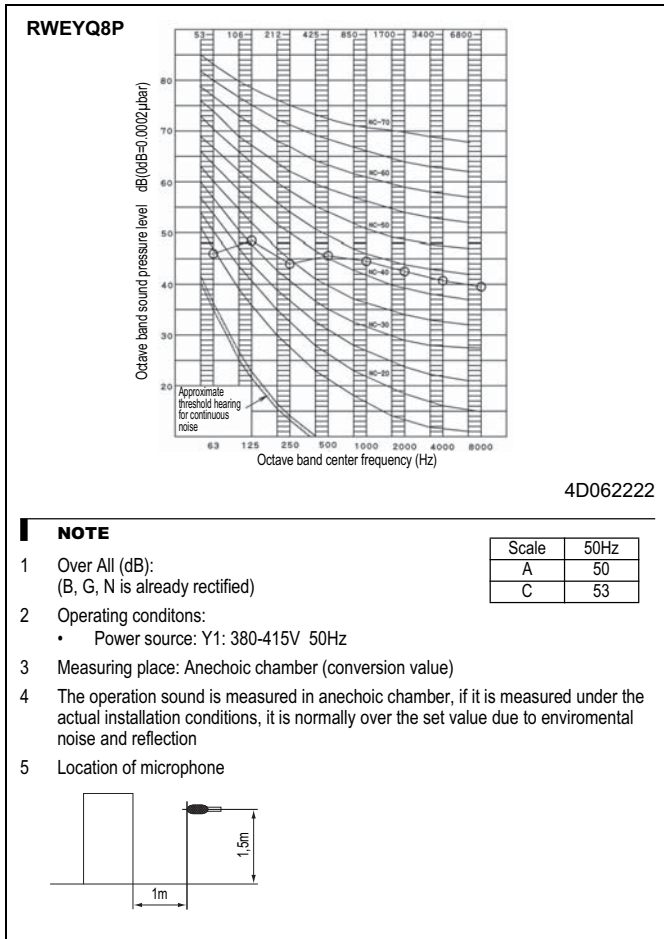 RWEYQ8P
53 106 212 425 850 1700 3400 6800
Octave band sound pressure level dB(0dB=0.0002µbar)
80
70
60
50
40
30
20
NC-70
NC-60
NC-50
NC-40
NC-30
NC-20
Approximate
threshold hearing
for continuous
noise
63 125 250 500 1000 2000 4000 8000
Octave band center frequency (Hz)
4D062222
NOTE
1 Over All (dB):
(B, G, N is already rectified)
Scale 50Hz
A 50
C 53
2 Operating conditons:
• Power source: Y1: 380-415V 50Hz
3 Measuring place: Anechoic chamber (conversion value)
4 The operation sound is measured in anechoic chamber, if it is measured under the
actual installation conditions, it is normally over the set value due to enviromental
noise and reflection
5 Location of microphone
1,5m
1m